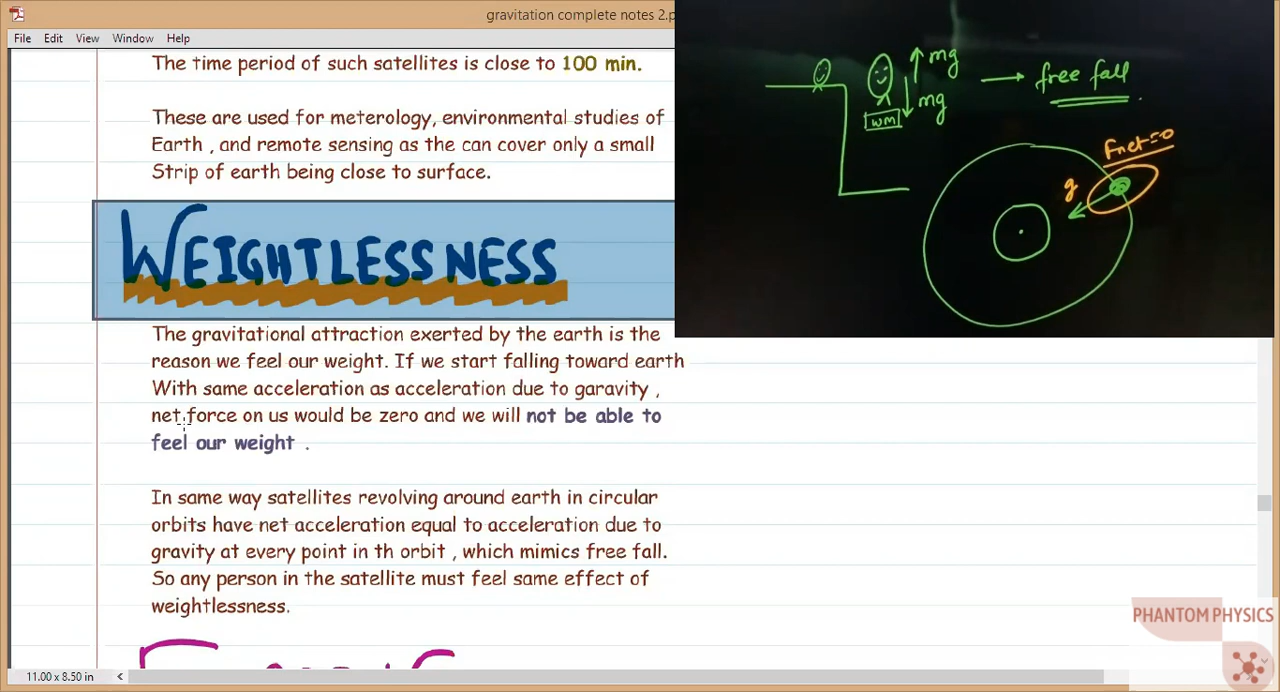 gravitation complete notes 2.p
File Edit View Window Help
The time period of such satellites is close to 100 min.
These are used for meterology, environmental studies of
Earth , and remote sensing as the can cover only a small
Strip of earth being close to surface.
WEIGHTLESSNESS
The gravitational attraction exerted by the earth is the
reason we feel our weight. If we start falling toward earth
With same acceleration as acceleration due to garavity ,
net force on us would be zero and we will not be able to
feel our weight .
In same way satellites revolving around earth in circular
orbits have net acceleration equal to acceleration due to
gravity at every point in th orbit , which mimics free fall.
So any person in the satellite must feel same effect of
weightlessness.
mg
mg
wm
free fall
Fnet=0
g
PHANTOM PHYSICS
11.00 x 8.50 in